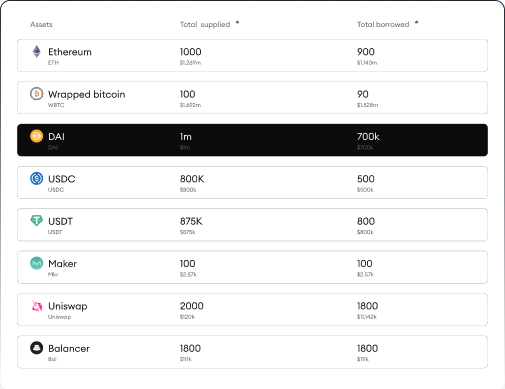 Assets Total supplied Total borrowed
Ethereum 1000 900
ETH $1.269m $1.143m
Wrapped bitcoin 100 90
WBTC $1.692m $1.528m
DAI 1m 700k
DAI $1m $700k
USDC 800K 500
USDC $800k $500k
USDT 875K 800
USDT $875k $800k
Maker 100 100
Mkr $2.57k $2.57k
Uniswap 2000 1800
Uniswap $120k $11,142k
Balancer 1800 1800
Bal $111k $111k